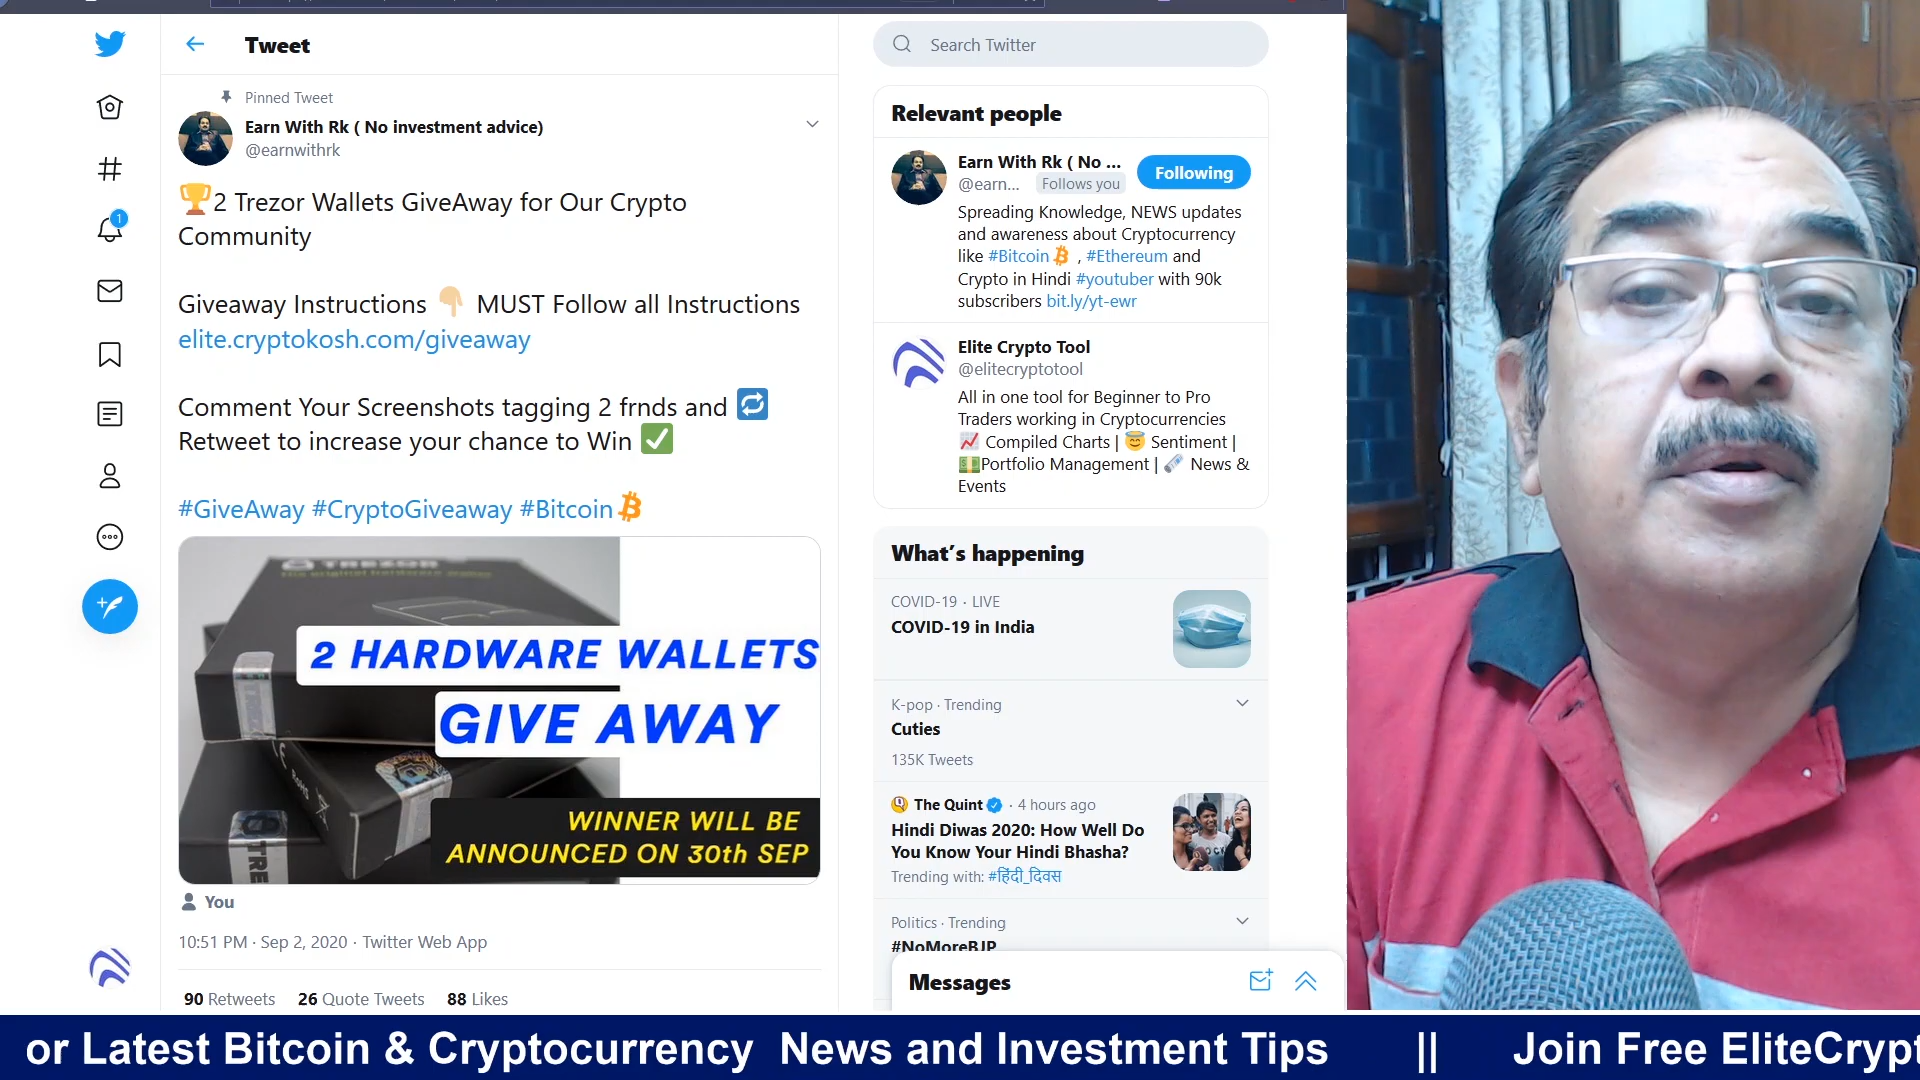 Tweet
Pinned Tweet
Earn With Rk ( No investment advice)
@earnwithrk
2 Trezor Wallets GiveAway for Our Crypto
Community
Giveaway Instructions MUST Follow all Instructions
elite.cryptokosh.com/giveaway
Comment Your Screenshots tagging 2 frnds and
Retweet to increase your chance to Win
#GiveAway #CryptoGiveaway #Bitcoin
TREZOR
2 HARDWARE WALLETS
GIVE AWAY
WINNER WILL BE
ANNOUNCED ON 30th SEP
You
10:51 PM · Sep 2, 2020 · Twitter Web App
90 Retweets 26 Quote Tweets 88 Likes
1
Search Twitter
Relevant people
Earn With Rk ( No ...
@earn... Follows you
Following
Spreading Knowledge, NEWS updates
and awareness about Cryptocurrency
like #Bitcoin , #Ethereum and
Crypto in Hindi #youtuber with 90k
subscribers bit.ly/yt-ewr
Elite Crypto Tool
@elitecryptotool
All in one tool for Beginner to Pro
Traders working in Cryptocurrencies
Compiled Charts | Sentiment |
Portfolio Management | News &
Events
What's happening
COVID-19 · LIVE
COVID-19 in India
K-pop · Trending
Cuties
135K Tweets
The Quint · 4 hours ago
Hindi Diwas 2020: How Well Do
You Know Your Hindi Bhasha?
Trending with: #हिंदी_दिवस
Politics · Trending
#NoMoreBJP
Messages
or Latest Bitcoin & Cryptocurrency News and Investment Tips || Join Free EliteCrypt